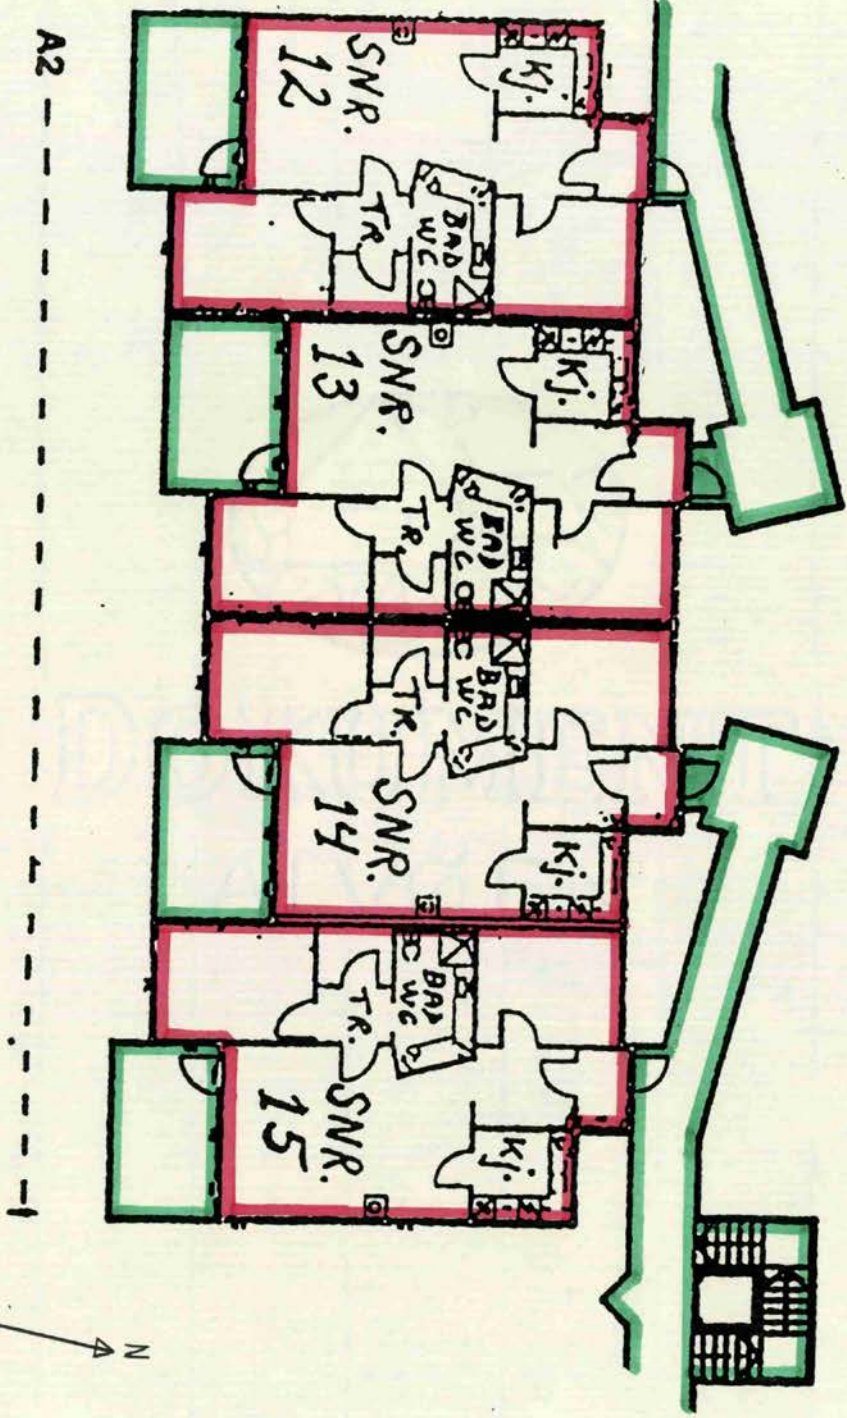 A2
SNR.
12
Kj.
TR.
BAD
WC
SNR.
13
Kj.
TR.
BAD
WC
TR.
BAD
WC
SNR.
14
Kj.
TR.
BAD
WC
SNR.
15
Kj.
N